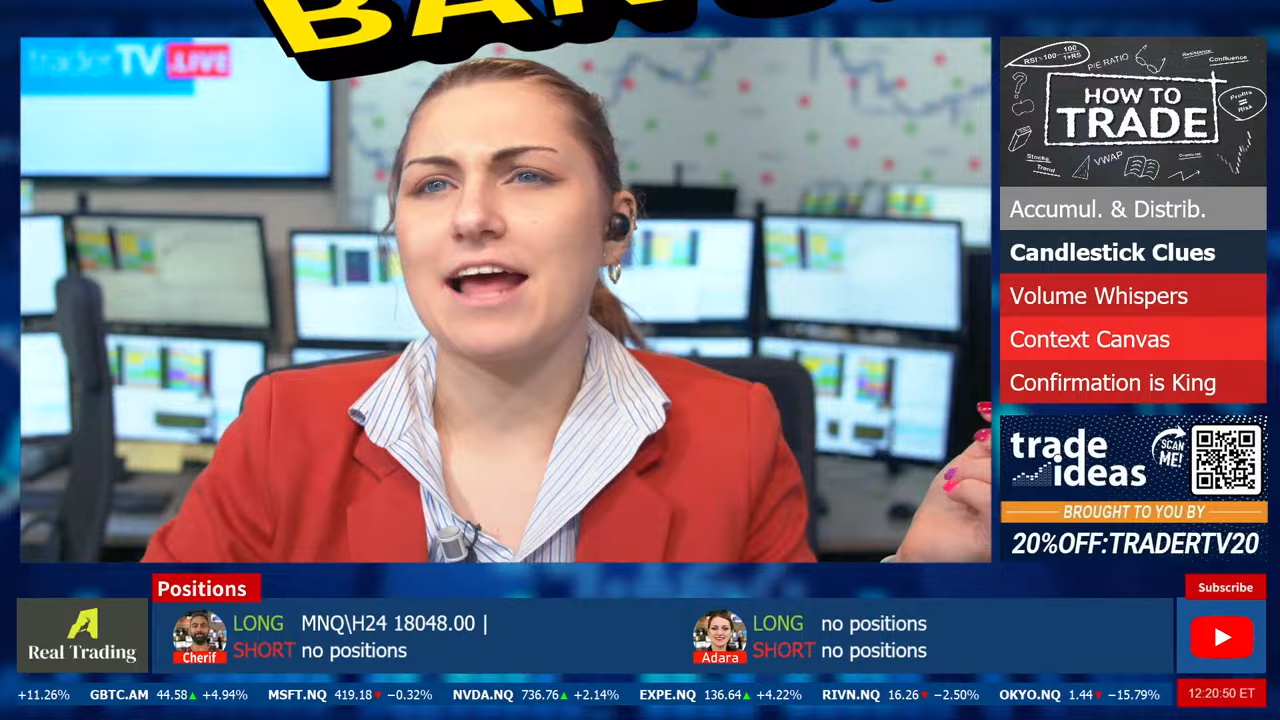 traderTV.LIVE
RSI=100-100
1+RS
P/E RATIO
Resistance
Confluence
HOW TO
TRADE
Profits
=
Risk
Stocks
Trend
VWAP
Accumul. & Distrib.
Candlestick Clues
Volume Whispers
Context Canvas
Confirmation is King
trade
ideas
SCAN
ME!
BROUGHT TO YOU BY
20%OFF:TRADERTV20
Positions
Subscribe
Real Trading
Cherif
LONG MNQ\H24 18048.00 |
SHORT no positions
Adara
LONG no positions
SHORT no positions
+11.26% GBTC.AM 44.58▲ +4.94% MSFT.NQ 419.18▼ −0.32% NVDA.NQ 736.76▲ +2.14% EXPE.NQ 136.64▲ +4.22% RIVN.NQ 16.26▼ −2.50% OKYO.NQ 1.44▼ −15.79%
12:20:50 ET